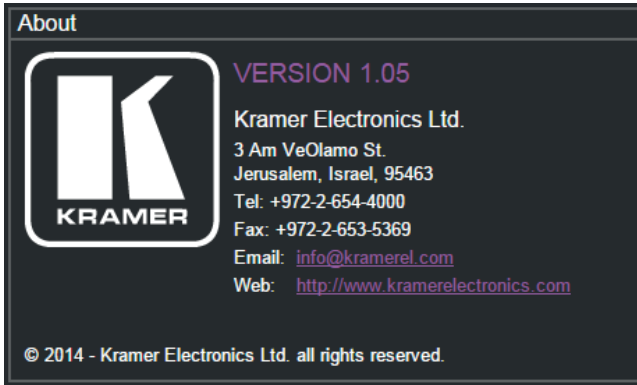 About
VERSION 1.05
Kramer Electronics Ltd.
3 Am VeOlamo St.
Jerusalem, Israel, 95463
Tel: +972-2-654-4000
Fax: +972-2-653-5369
Email: info@kramerel.com
Web: http://www.kramerelectronics.com
KRAMER
© 2014 - Kramer Electronics Ltd. all rights reserved.